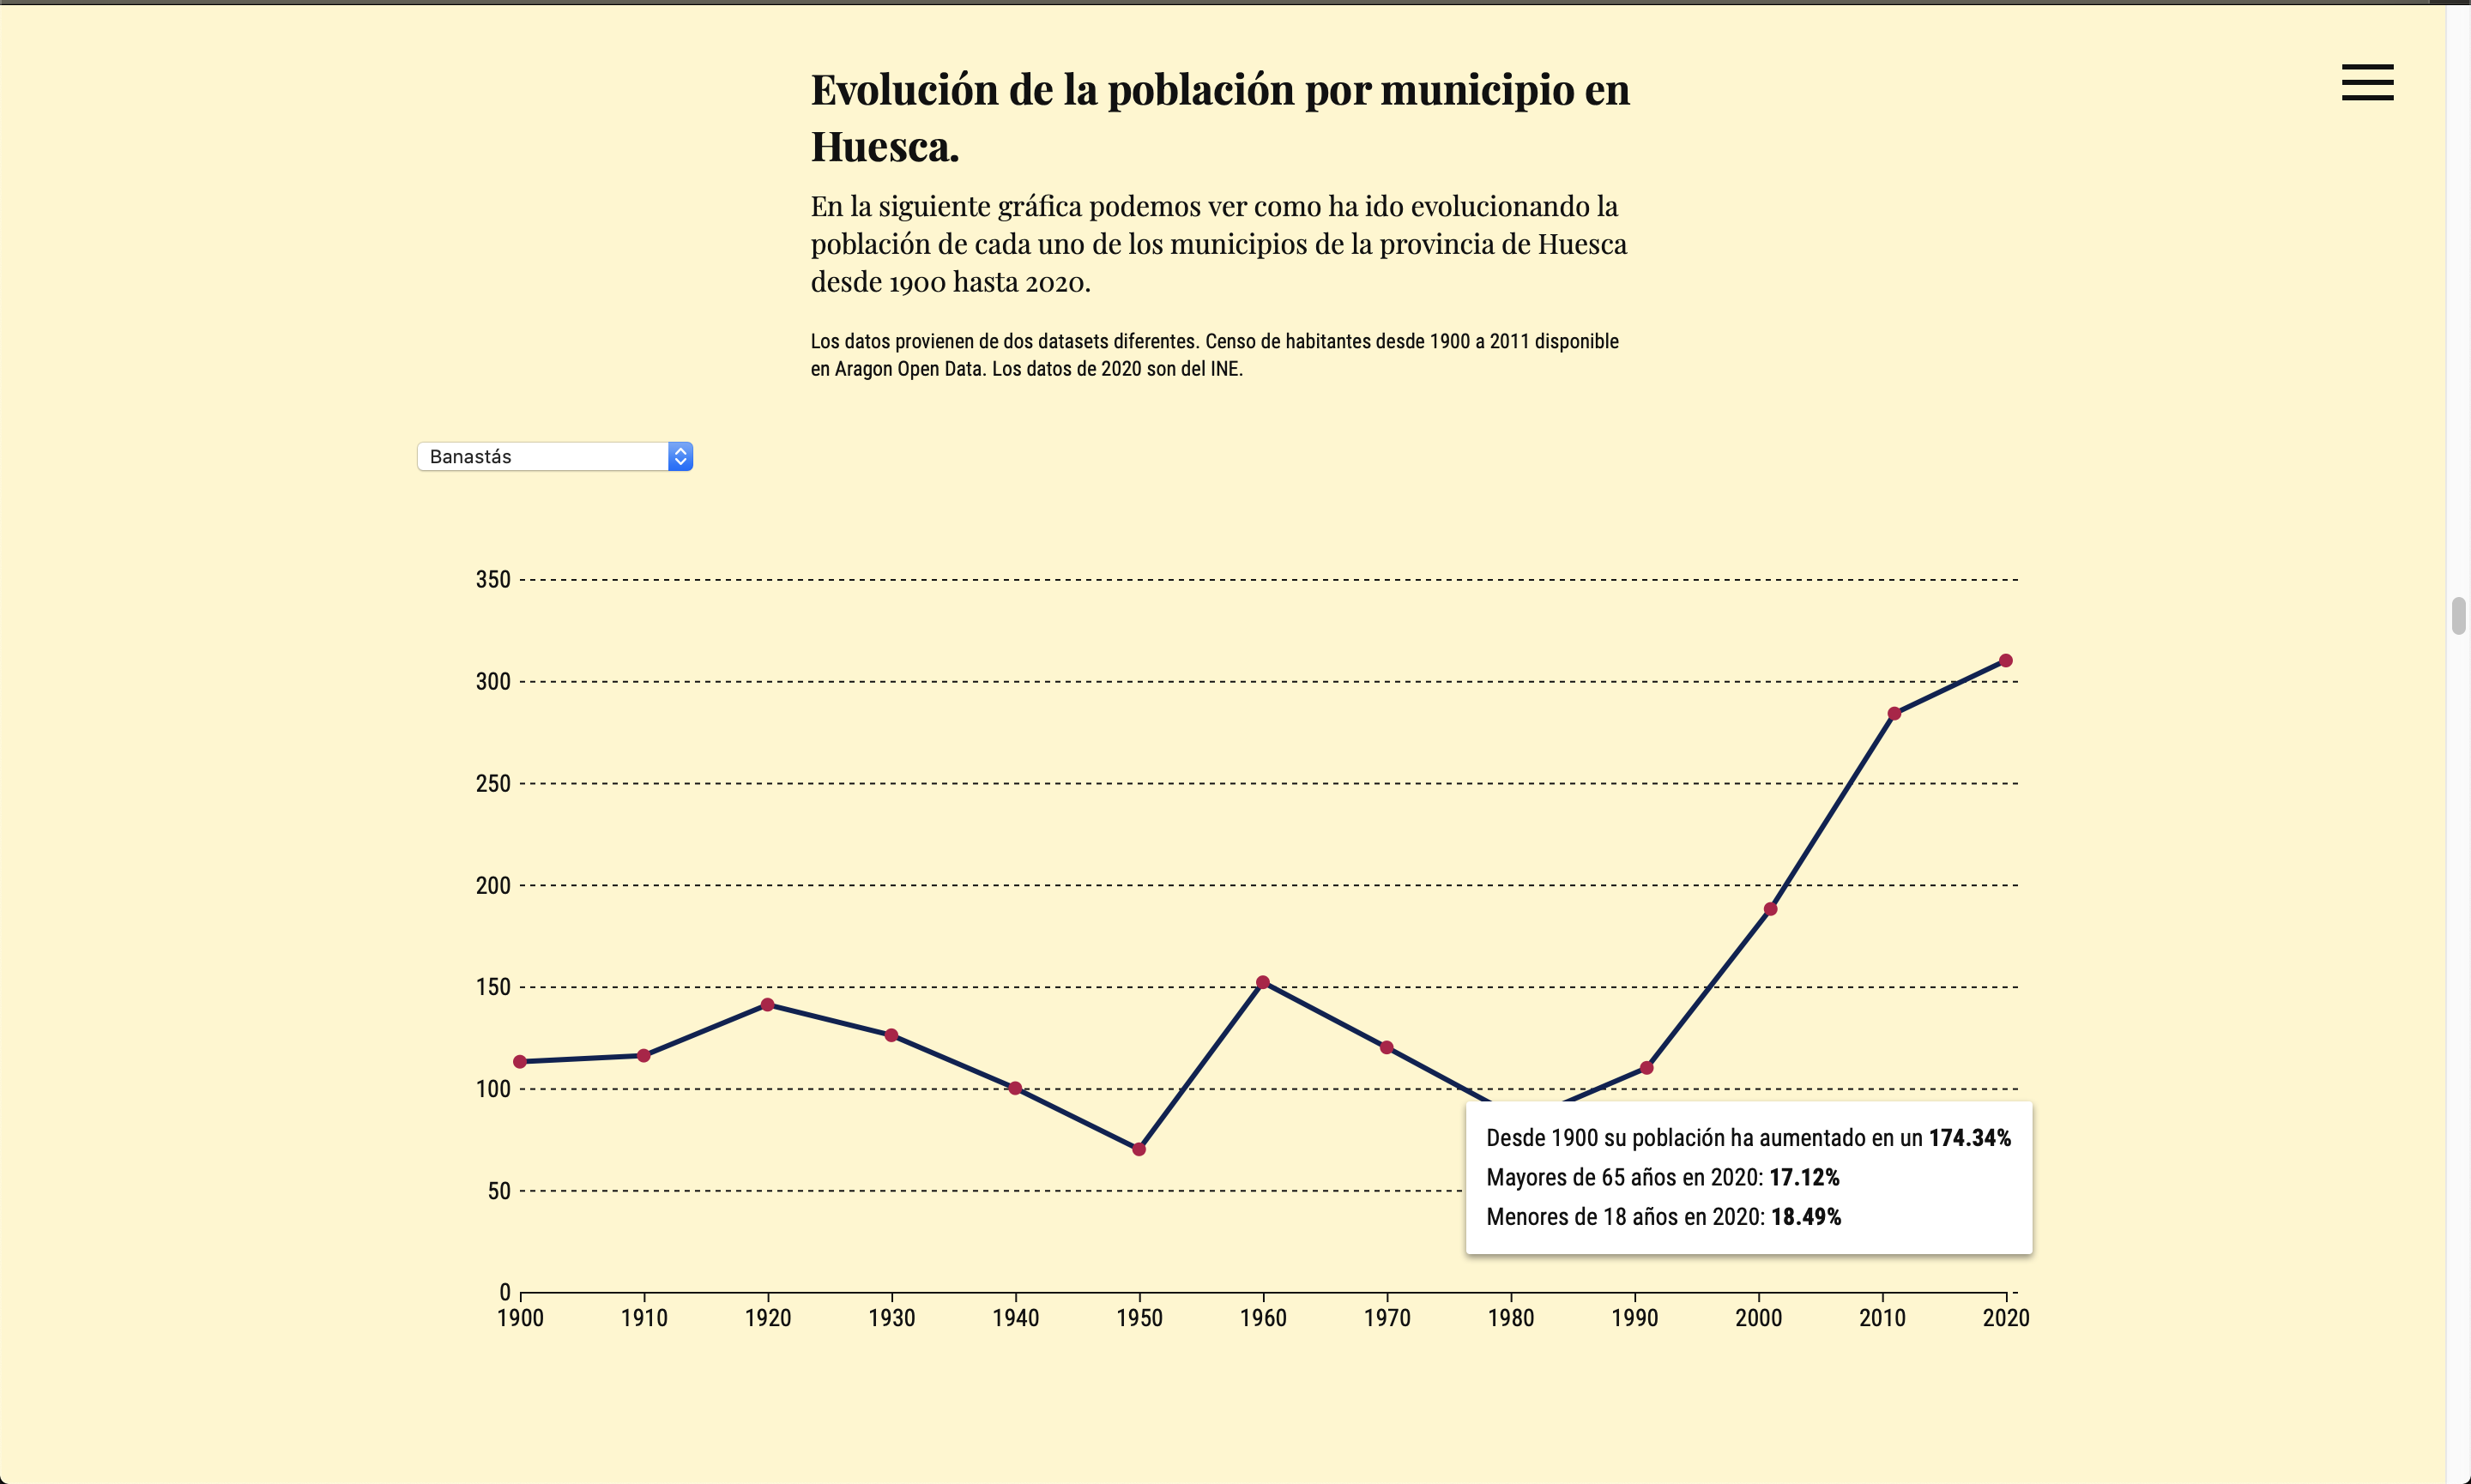 Evolución de la población por municipio en
Huesca.
En la siguiente gráfica podemos ver como ha ido evolucionando la
población de cada uno de los municipios de la provincia de Huesca
desde 1900 hasta 2020.
Los datos provienen de dos datasets diferentes. Censo de habitantes desde 1900 a 2011 disponible
en Aragon Open Data. Los datos de 2020 son del INE.
Banastás
350
300
250
200
150
100
50
0
Desde 1900 su población ha aumentado en un 174.34%
Mayores de 65 años en 2020: 17.12%
Menores de 18 años en 2020: 18.49%
1900 1910 1920 1930 1940 1950 1960 1970 1980 1990 2000 2010 2020